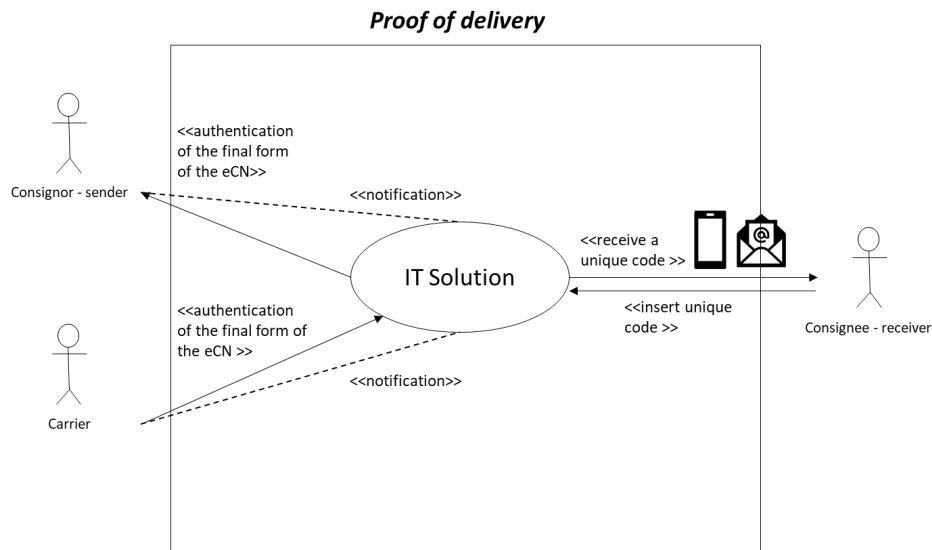 Proof of delivery
<<authentication
of the final form
of the eCN>>
Consignor - sender
<<notification>>
@
<<receive a
unique code >>
IT Solution
<<insert unique
code >>
Consignee - receiver
<<authentication
of the final form of
the eCN >>
<<notification>>
Carrier